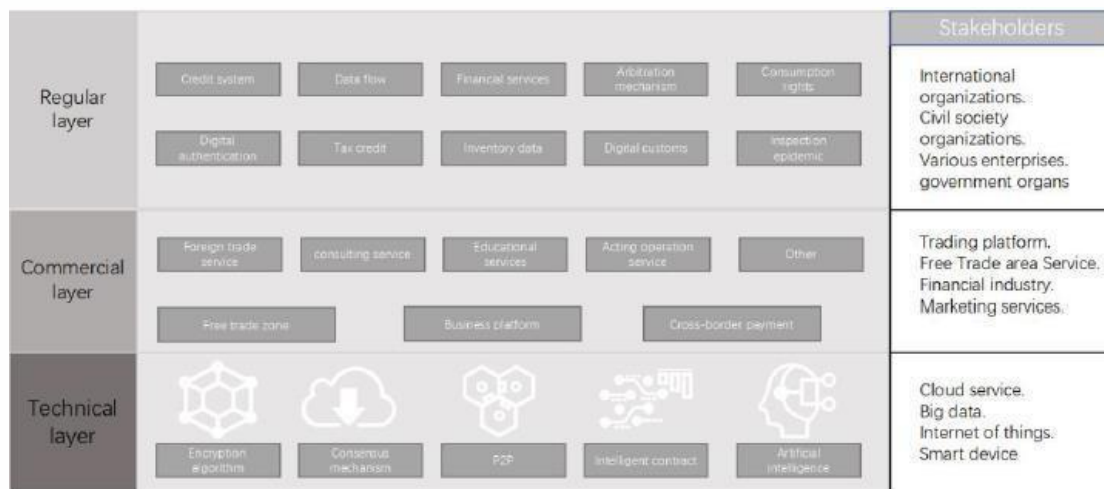 Stakeholders
Regular
layer
Credit system
Data flow
Financial services
Arbitration
mechanism
Consumption
rights
Digital
authentication
Tax credit
Inventory data
Digital customs
Inspection
epidemic
International
organizations.
Civil society
organizations.
Various enterprises.
government organs
Commercial
layer
Foreign trade
service
consulting service
Educational
services
Acting operation
service
Other
Free trade zone
Business platform
Cross-border payment
Trading platform.
Free Trade area Service.
Financial industry.
Marketing services.
Technical
layer
Encryption
algorithm
Consensus
mechanism
P2P
Intelligent contract
Artificial
intelligence
Cloud service.
Big data.
Internet of things.
Smart device